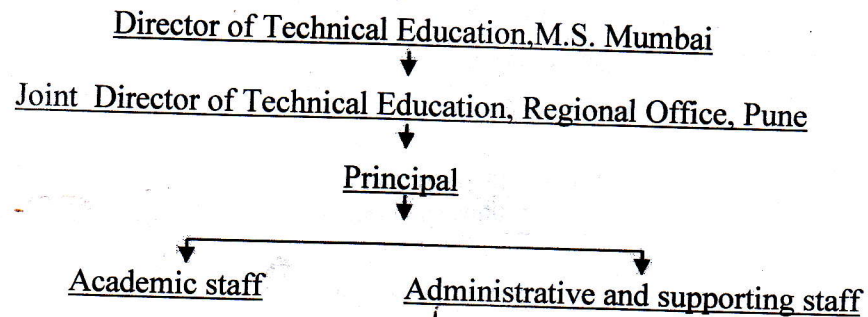 Director of Technical Education,M.S. Mumbai
Joint Director of Technical Education, Regional Office, Pune
Principal
Academic staff
Administrative and supporting staff